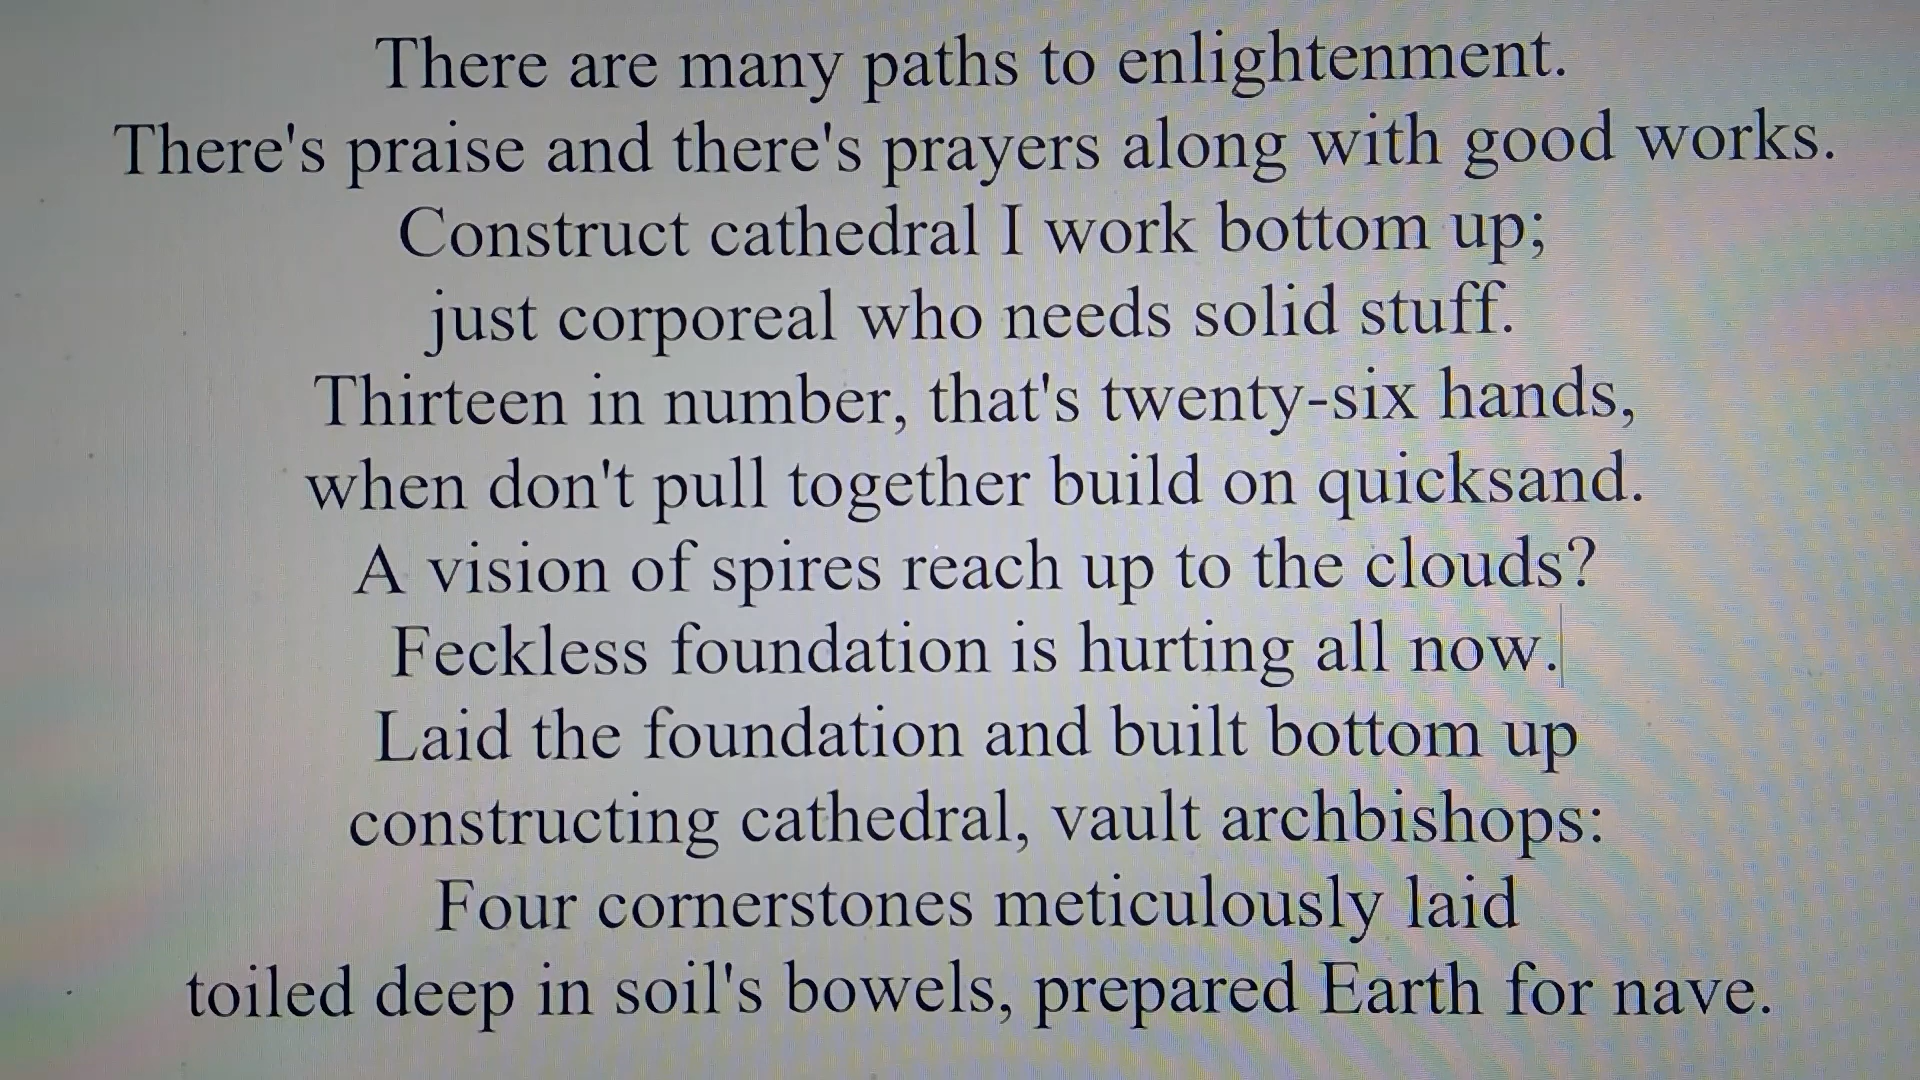 There are many paths to enlightenment.
There's praise and there's prayers along with good works.
Construct cathedral I work bottom up;
just corporeal who needs solid stuff.
Thirteen in number, that's twenty-six hands,
when don't pull together build on quicksand.
A vision of spires reach up to the clouds?
Feckless foundation is hurting all now.
Laid the foundation and built bottom up
constructing cathedral, vault archbishops:
Four cornerstones meticulously laid
toiled deep in soil's bowels, prepared Earth for nave.